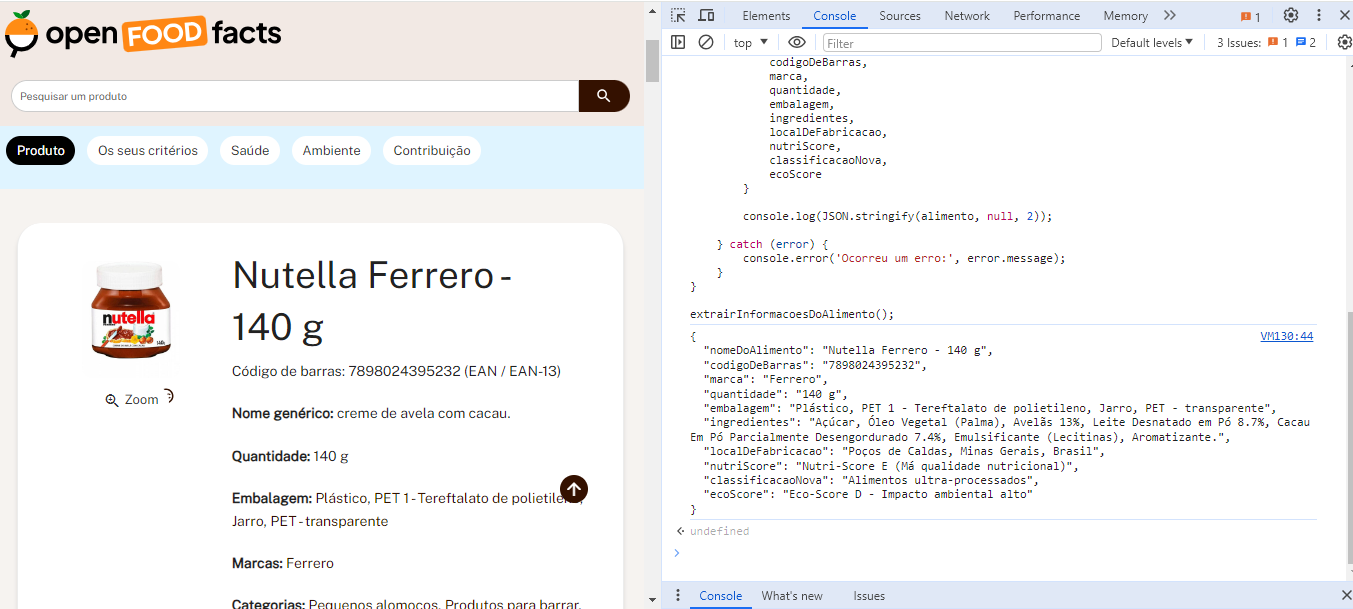 open FOOD facts
Pesquisar um produto
Produto
Os seus critérios
Saúde
Ambiente
Contribuição
nutella
Zoom
Nutella Ferrero -
140 g
Código de barras: 7898024395232 (EAN / EAN-13)
Nome genérico: creme de avela com cacau.
Quantidade: 140 g
Embalagem: Plástico, PET 1 - Tereftalato de polietileno,
Jarro, PET - transparente
Marcas: Ferrero
Categorias: Pequenos alomoços, Produtos para barrar,
Elements
Console
Sources
Network
Performance
Memory
1
top
Filter
Default levels
3 Issues: 1 2
codigoDeBarras,
marca,
quantidade,
embalagem,
ingredientes,
localDeFabricacao,
nutriScore,
classificacaoNova,
ecoScore
}
console.log(JSON.stringify(alimento, null, 2));
} catch (error) {
console.error('Ocorreu um erro:', error.message);
}
}
extrairInformacoesDoAlimento();
VM130:44
{
"nomeDoAlimento": "Nutella Ferrero - 140 g",
"codigoDeBarras": "7898024395232",
"marca": "Ferrero",
"quantidade": "140 g",
"embalagem": "Plástico, PET 1 - Tereftalato de polietileno, Jarro, PET - transparente",
"ingredientes": "Açúcar, Óleo Vegetal (Palma), Avelãs 13%, Leite Desnatado em Pó 8.7%, Cacau
Em Pó Parcialmente Desengordurado 7.4%, Emulsificante (Lecitinas), Aromatizante.",
"localDeFabricacao": "Poços de Caldas, Minas Gerais, Brasil",
"nutriScore": "Nutri-Score E (Má qualidade nutricional)",
"classificacaoNova": "Alimentos ultra-processados",
"ecoScore": "Eco-Score D - Impacto ambiental alto"
}
undefined
Console
What's new
Issues